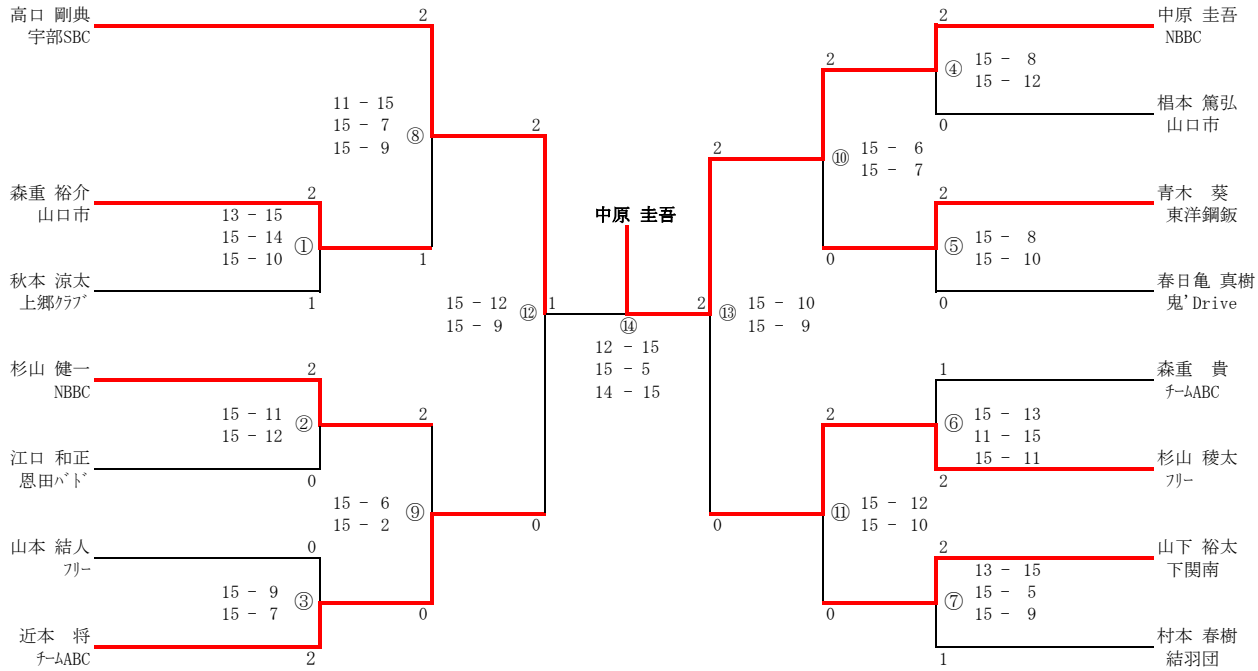 高口 剛典
宇部SBC
2
11 - 15
15 - 7
15 - 9
⑧
森重 裕介
山口市
2
13 - 15
15 - 14
15 - 10
①
1
秋本 涼太
上郷ｸﾗﾌﾞ
1
2
15 - 12
15 - 9
⑫
1
杉山 健一
NBBC
2
15 - 11
15 - 12
②
2
江口 和正
恩田ﾊﾞﾄﾞ
0
15 - 6
15 - 2
⑨
0
山本 結人
ﾌﾘｰ
0
15 - 9
15 - 7
③
0
近本 将
ﾁｰﾑABC
2
中原 圭吾
⑭
12 - 15
15 - 5
14 - 15
2
中原 圭吾
NBBC
2
④
15 - 8
15 - 12
2
椙本 篤弘
山口市
0
⑩
15 - 6
15 - 7
2
青木 葵
東洋鋼鈑
2
⑤
15 - 8
15 - 10
0
春日亀 真樹
鬼'Drive
0
⑬
15 - 10
15 - 9
森重 貴
ﾁｰﾑABC
1
⑥
15 - 13
11 - 15
15 - 11
2
杉山 稜太
ﾌﾘｰ
2
⑪
15 - 12
15 - 10
0
山下 裕太
下関南
2
⑦
13 - 15
15 - 5
15 - 9
0
村本 春樹
結羽団
1